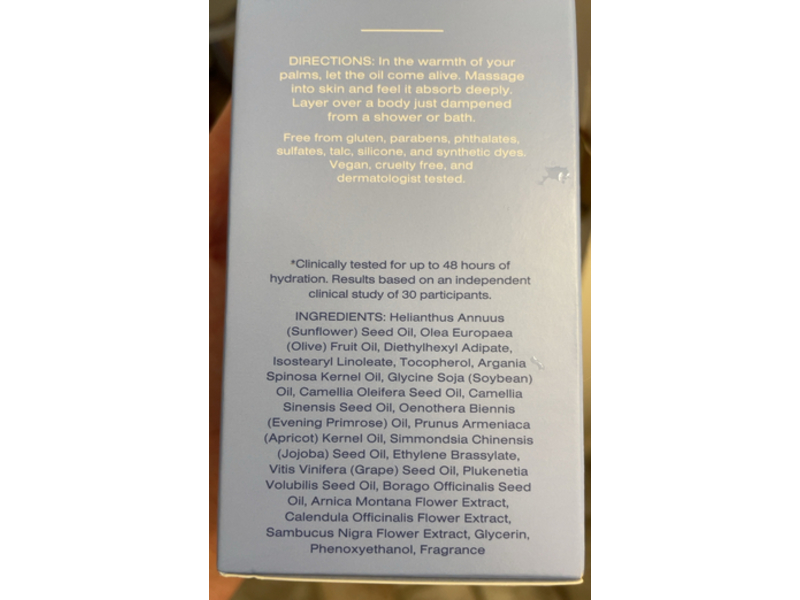 DIRECTIONS: In the warmth of your
palms, let the oil come alive. Massage
into skin and feel it absorb deeply.
Layer over a body just dampened
from a shower or bath.
Free from gluten, parabens, phthalates,
sulfates, talc, silicone, and synthetic dyes.
Vegan, cruelty free, and
dermatologist tested.
*Clinically tested for up to 48 hours of
hydration. Results based on an independent
clinical study of 30 participants.
INGREDIENTS: Helianthus Annuus
(Sunflower) Seed Oil, Olea Europaea
(Olive) Fruit Oil, Diethylhexyl Adipate,
Isostearyl Linoleate, Tocopherol, Argania
Spinosa Kernel Oil, Glycine Soja (Soybean)
Oil, Camellia Oleifera Seed Oil, Camellia
Sinensis Seed Oil, Oenothera Biennis
(Evening Primrose) Oil, Prunus Armeniaca
(Apricot) Kernel Oil, Simmondsia Chinensis
(Jojoba) Seed Oil, Ethylene Brassylate,
Vitis Vinifera (Grape) Seed Oil, Plukenetia
Volubilis Seed Oil, Borago Officinalis Seed
Oil, Arnica Montana Flower Extract,
Calendula Officinalis Flower Extract,
Sambucus Nigra Flower Extract, Glycerin,
Phenoxyethanol, Fragrance